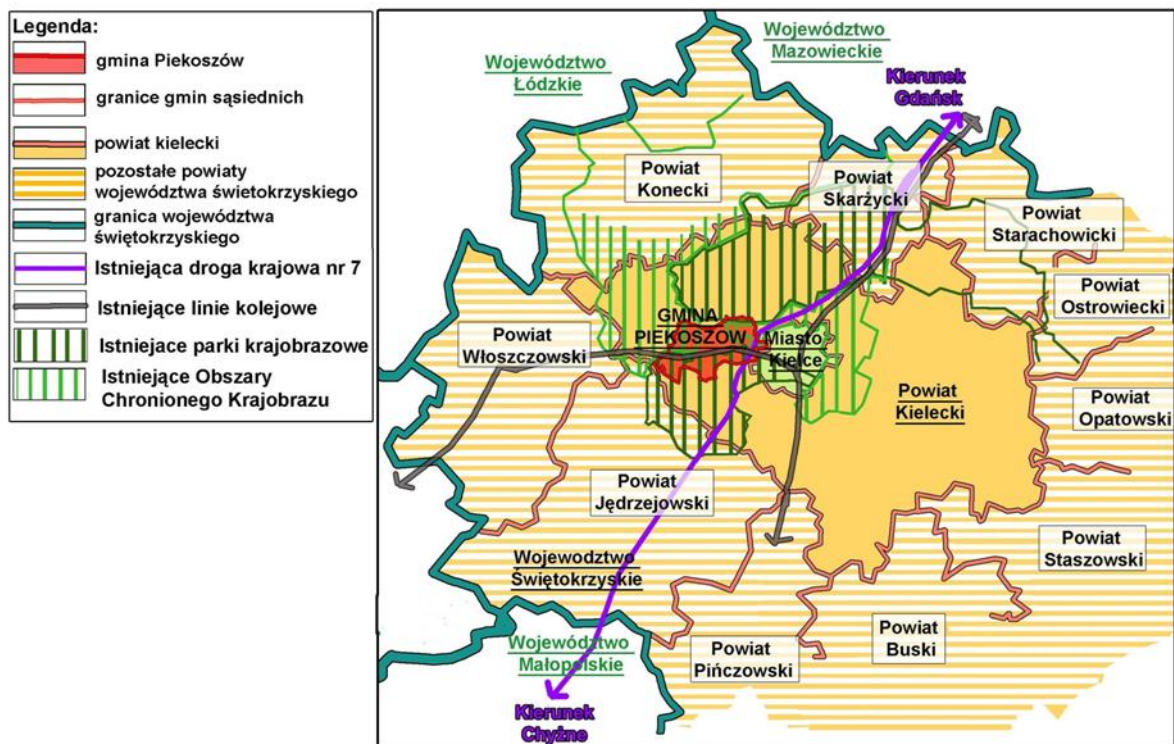 Legenda:
gmina Piekoszów
granice gmin sąsiednich
powiat kielecki
pozostałe powiaty
województwa świetokrzyskiego
granica województwa
świętokrzyskiego
Istniejąca droga krajowa nr 7
Istniejące linie kolejowe
Istniejace parki krajobrazowe
Istniejące Obszary
Chronionego Krajobrazu
Województwo
Łódzkie
Województwo
Mazowieckie
Kierunek
Gdańsk
Powiat
Konecki
Powiat
Skarżycki
Powiat
Starachowicki
Powiat
Ostrowiecki
GMINA
PIEKOSZÓW
Miasto
Kielce
Powiat
Włoszczowski
Powiat
Kielecki
Powiat
Opatowski
Powiat
Jędrzejowski
Powiat
Staszowski
Wojewodztwo
Świętokrzyskie
Województwo
Małopolskie
Powiat
Pińczowski
Powiat
Buski
Kierunek
Chyżne